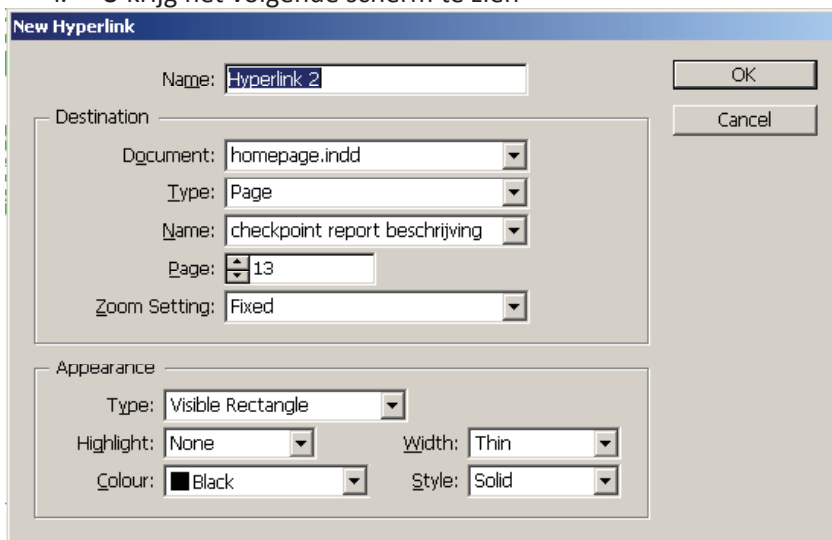 U krijg het volgende scherm te zien
New Hyperlink
Name: Hyperlink 2
OK
Cancel
Destination
Document: homepage.indd
Type: Page
Name: checkpoint report beschrijving
Page: 13
Zoom Setting: Fixed
Appearance
Type: Visible Rectangle
Highlight: None Width: Thin
Colour: Black Style: Solid